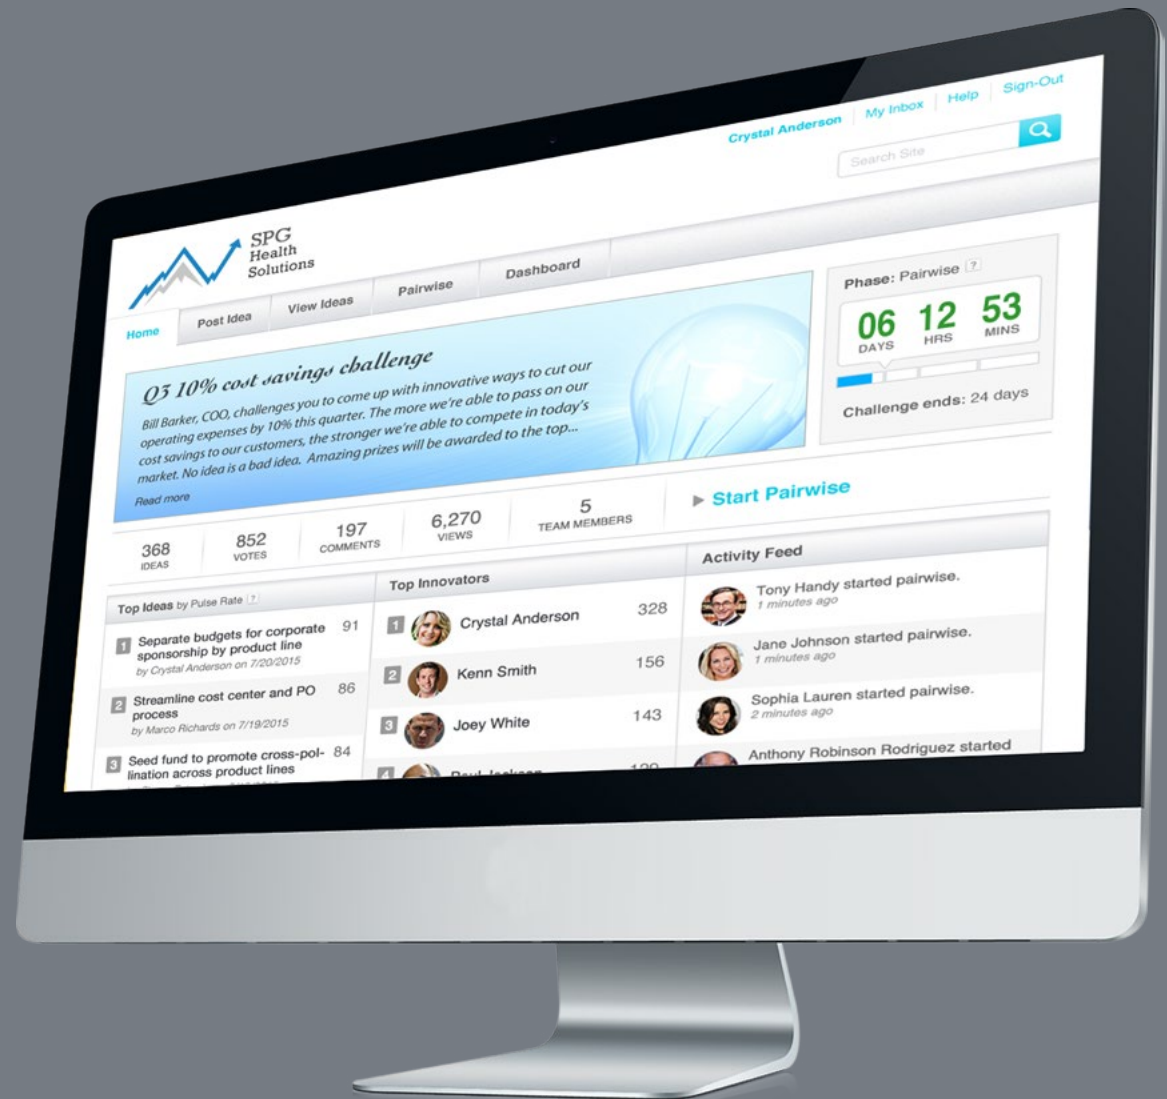 Crystal Anderson
My Inbox
Help
Sign-Out
Search Site
SPG
Health
Solutions
Home
Post Idea
View Ideas
Pairwise
Dashboard
Q3 10% cost savings challenge
Bill Barker, COO, challenges you to come up with innovative ways to cut our
operating expenses by 10% this quarter. The more we're able to pass on our
cost savings to our customers, the stronger we're able to compete in today's
market. No idea is a bad idea. Amazing prizes will be awarded to the top...
Read more
Phase: Pairwise ?
06 12 53
DAYS HRS MINS
Challenge ends: 24 days
368
IDEAS
852
VOTES
197
COMMENTS
6,270
VIEWS
5
TEAM MEMBERS
Start Pairwise
Top Ideas by Pulse Rate ?
1 Separate budgets for corporate 91
sponsorship by product line
by Crystal Anderson on 7/20/2015
2 Streamline cost center and PO 86
process
by Marco Richards on 7/19/2015
3 Seed fund to promote cross-pol- 84
lination across product lines
Top Innovators
1 Crystal Anderson 328
2 Kenn Smith 156
3 Joey White 143
4 Paul Jackson
Activity Feed
Tony Handy started pairwise.
1 minutes ago
Jane Johnson started pairwise.
1 minutes ago
Sophia Lauren started pairwise.
2 minutes ago
Anthony Robinson Rodriguez started